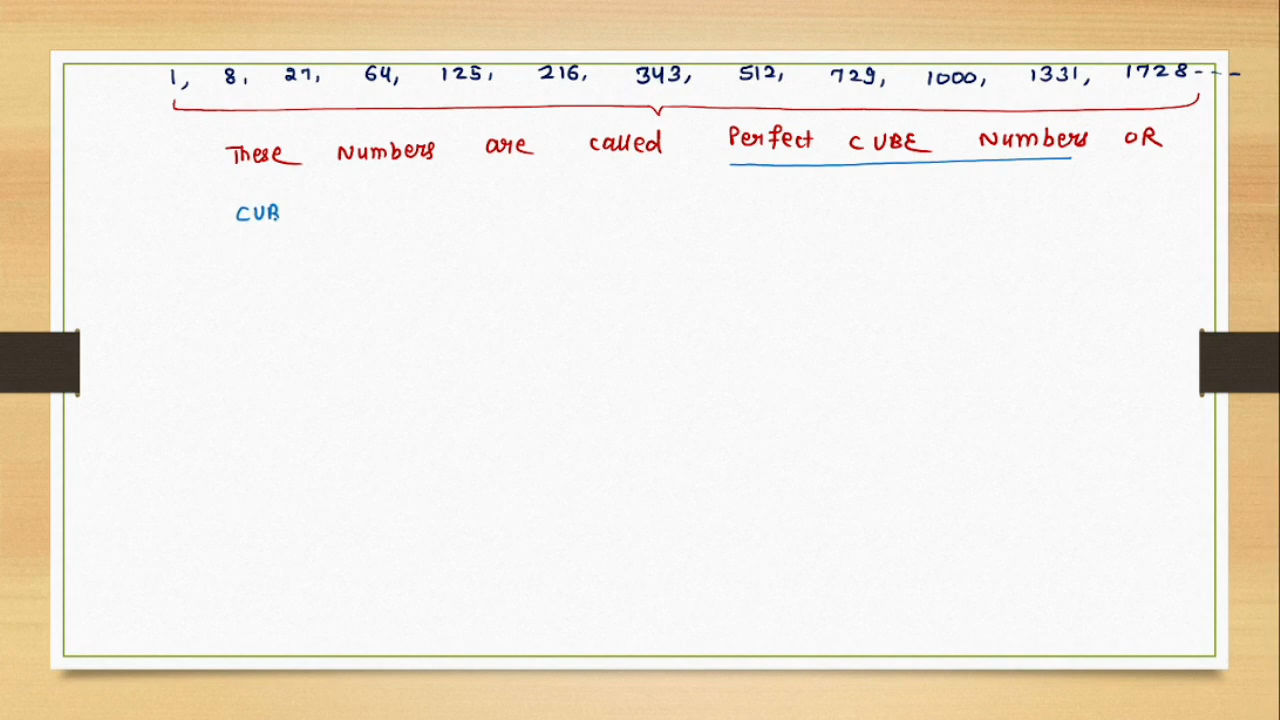 1, 8, 27, 64, 125, 216, 343, 512, 729, 1000, 1331, 1728---
These Numbers are called Perfect CUBE Numbers OR
CUB